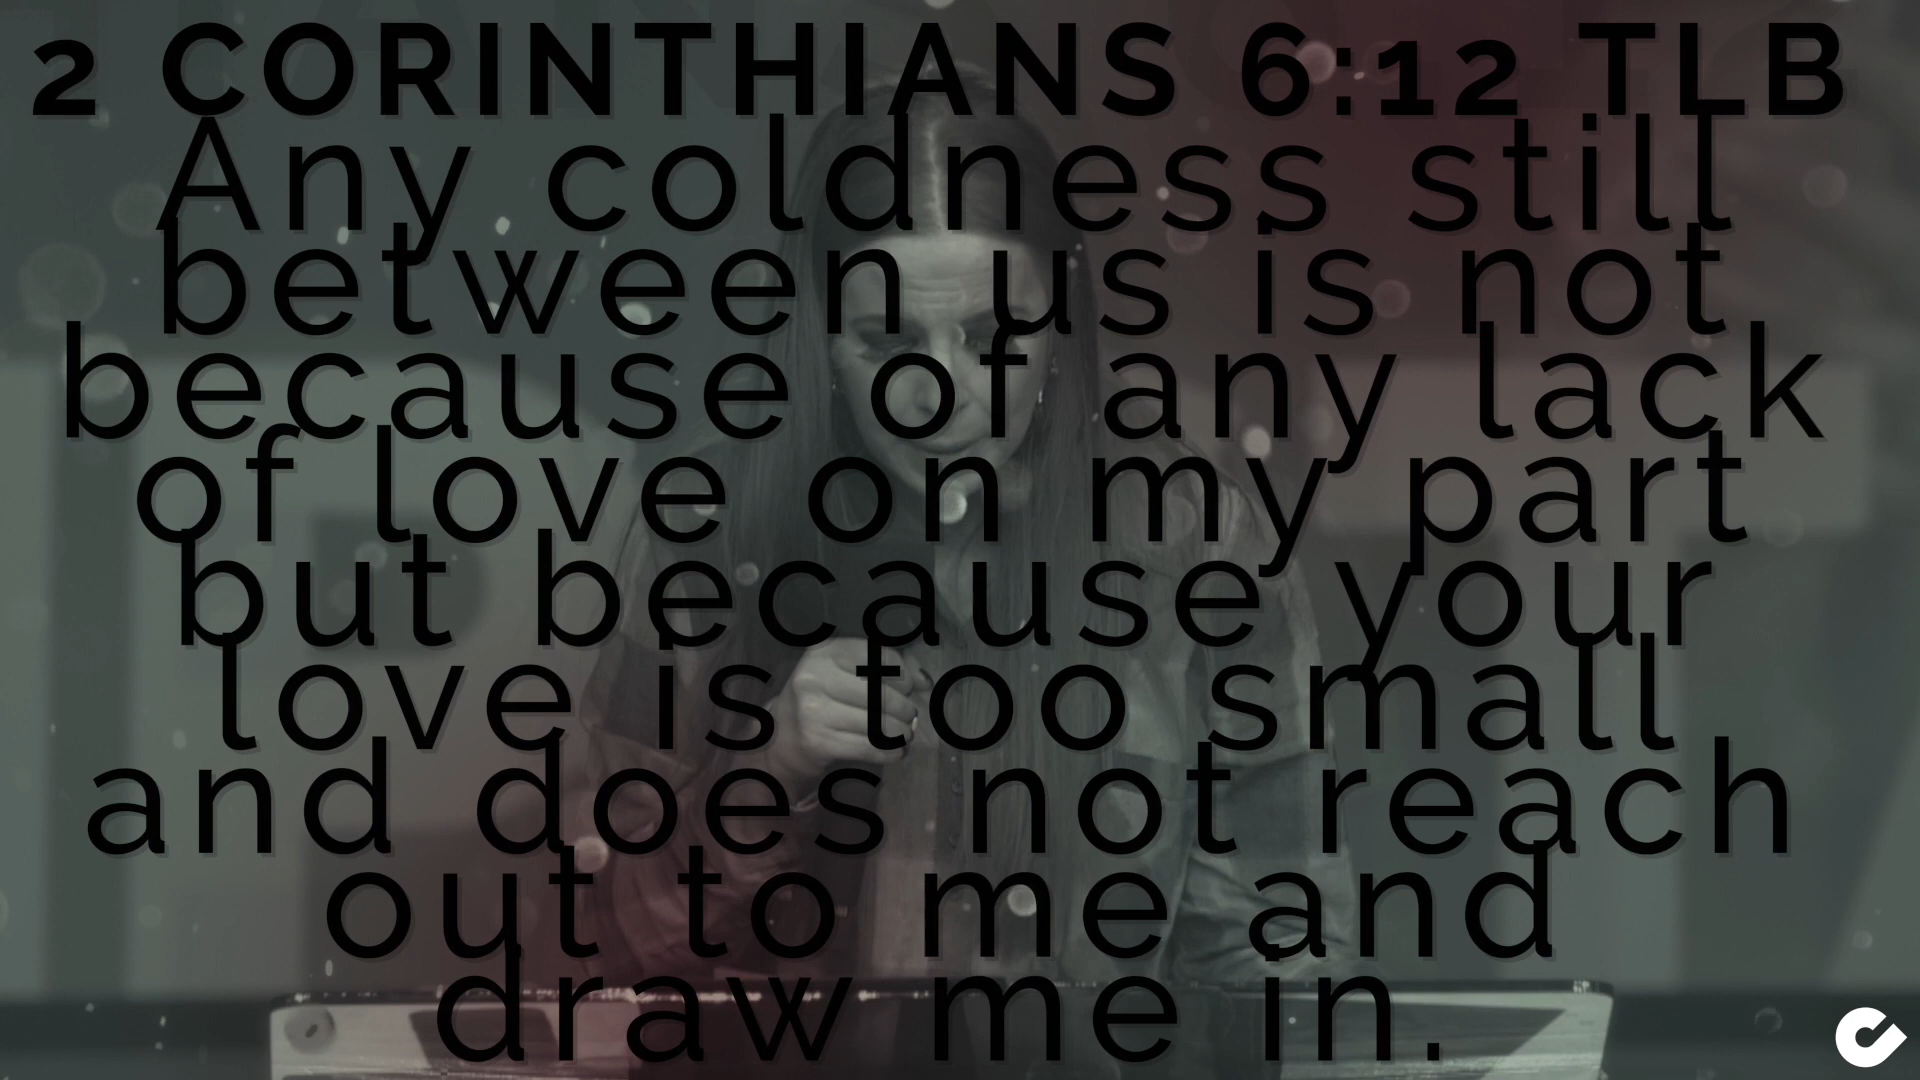 2 CORINTHIANS 6:12 TLB
Any coldness still
between us is not
because of any lack
of love on my part
but because your
love is too small
and does not reach
out to me and
draw me in.